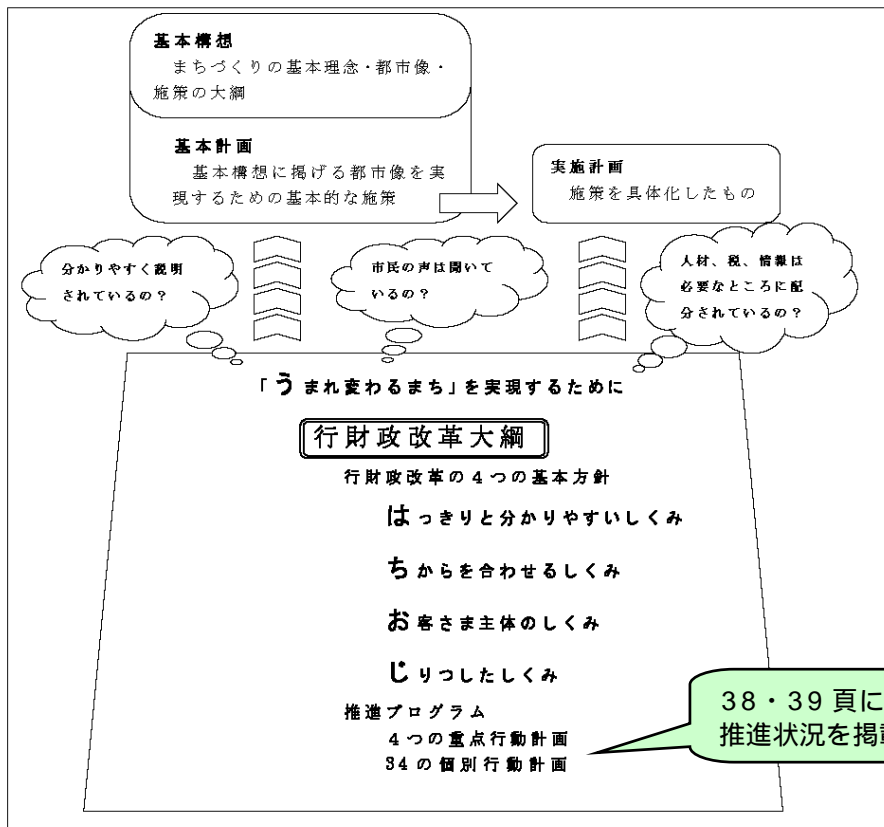 基本構想
まちづくりの基本理念・都市像・
施策の大綱
基本計画
基本構想に掲げる都市像を実
現するための基本的な施策
実施計画
施策を具体化したもの
分かりやすく説明
されているの？
市民の声は聞いて
いるの？
人材、税、情報は
必要なところに配
分されているの？
「うまれ変わるまち」を実現するために
行財政改革大綱
行財政改革の4つの基本方針
はっきりと分かりやすいしくみ
ちからを合わせるしくみ
お客さま主体のしくみ
じりつしたしくみ
推進プログラム
4つの重点行動計画
34の個別行動計画
38・39頁に
推進状況を掲